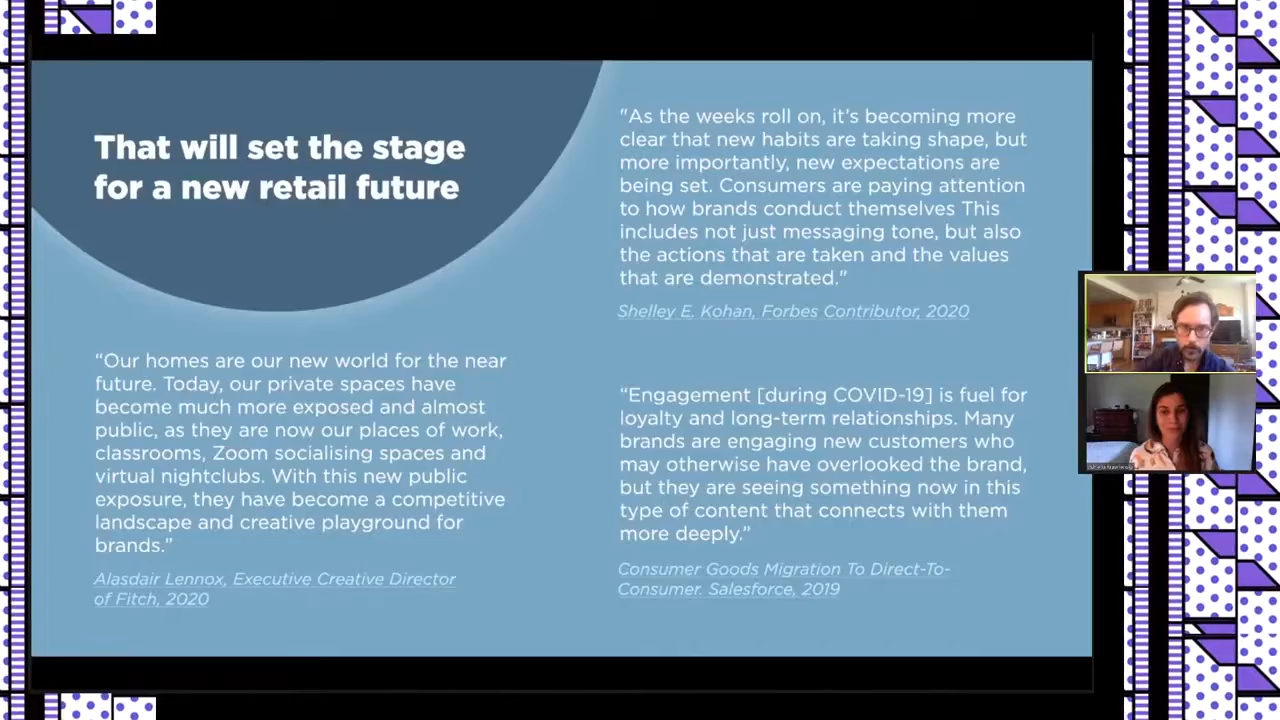 That will set the stage
for a new retail future
“Our homes are our new world for the near
future. Today, our private spaces have
become much more exposed and almost
public, as they are now our places of work,
classrooms, Zoom socialising spaces and
virtual nightclubs. With this new public
exposure, they have become a competitive
landscape and creative playground for
brands.”
Alasdair Lennox, Executive Creative Director
of Fitch, 2020
"As the weeks roll on, it’s becoming more
clear that new habits are taking shape, but
more importantly, new expectations are
being set. Consumers are paying attention
to how brands conduct themselves This
includes not just messaging tone, but also
the actions that are taken and the values
that are demonstrated."
Shelley E. Kohan, Forbes Contributor, 2020
“Engagement [during COVID-19] is fuel for
loyalty and long-term relationships. Many
brands are engaging new customers who
may otherwise have overlooked the brand,
but they are seeing something now in this
type of content that connects with them
more deeply.”
Consumer Goods Migration To Direct-To-
Consumer. Salesforce, 2019